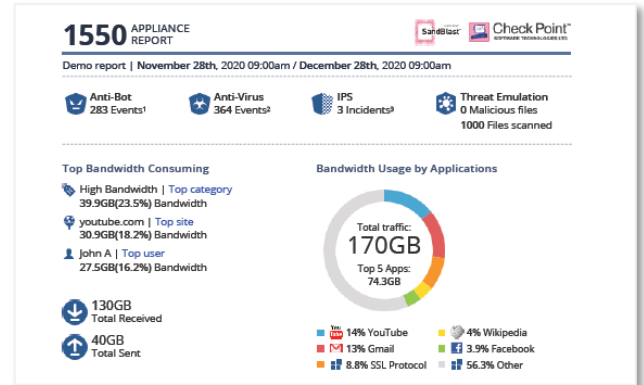 1550 APPLIANCE REPORT
SandBlast
Check Point
SOFTWARE TECHNOLOGIES LTD.
Demo report | November 28th, 2020 09:00am / December 28th, 2020 09:00am
Anti-Bot
283 Events¹
Anti-Virus
364 Events²
IPS
3 Incidents³
Threat Emulation
0 Malicious files
1000 Files scanned
Top Bandwidth Consuming
High Bandwidth | Top category
39.9GB(23.5%) Bandwidth
youtube.com | Top site
30.9GB(18.2%) Bandwidth
John A | Top user
27.5GB(16.2%) Bandwidth
130GB
Total Received
40GB
Total Sent
Bandwidth Usage by Applications
Total traffic:
170GB
Top 5 Apps:
74.3GB
You Tube 14% YouTube
4% Wikipedia
13% Gmail
3.9% Facebook
8.8% SSL Protocol
56.3% Other